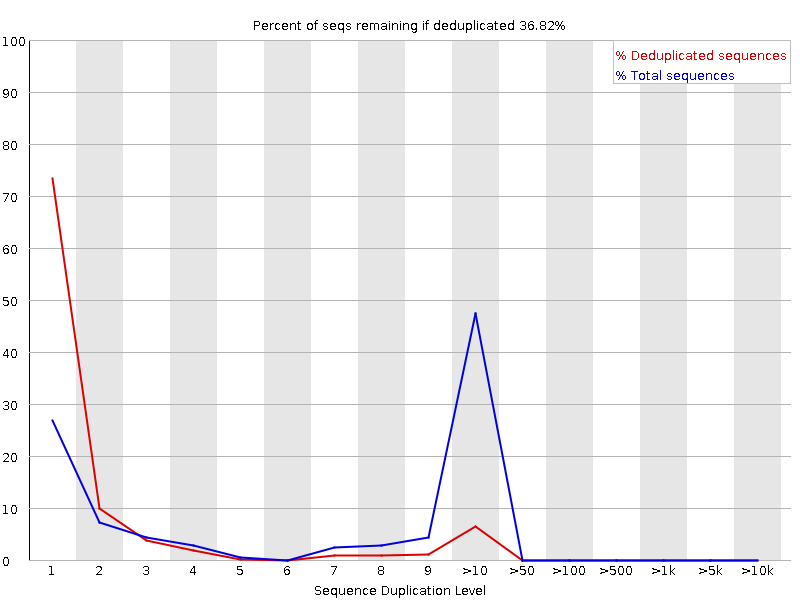 Percent of seqs remaining if deduplicated 36.82%
% Deduplicated sequences
% Total sequences
100
90
80
70
60
50
40
30
20
10
0
1 2 3 4 5 6 7 8 9 >10 >50 >100 >500 >1k >5k >10k
Sequence Duplication Level